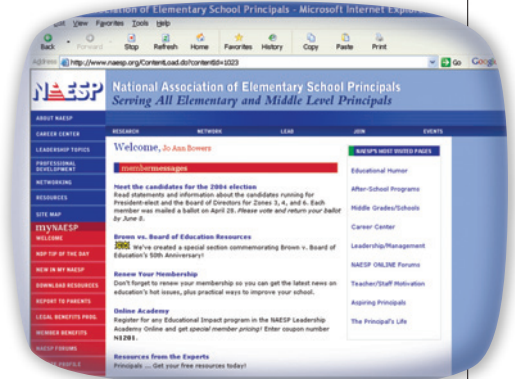 ation of Elementary School Principals - Microsoft Internet Explo
View Favorites Tools Help
Back Forward Stop Refresh Home Favorites History Copy Paste Print
Address http://www.naesp.org/ContentLoad.do?contentId=1023 Go Google
NAESP
National Association of Elementary School Principals
Serving All Elementary and Middle Level Principals
RESEARCH NETWORK LEAD JOIN EVENTS
ABOUT NAESP
CAREER CENTER
LEADERSHIP TOPICS
PROFESSIONAL
DEVELOPMENT
NETWORKING
RESOURCES
SITE MAP
myNAESP
WELCOME
HOT TIP OF THE DAY
NEW IN MY NAESP
DOWNLOAD RESOURCES
REPORT TO PARENTS
LEGAL BENEFITS PROG.
MEMBER BENEFITS
NAESP FORUMS
PROFILE
Welcome, Jo Ann Bowers
membermessages
Meet the candidates for the 2004 election
Read statements and information about the candidates running for
President-elect and the Board of Directors for Zones 3, 4, and 6. Each
member was mailed a ballot on April 29. Please vote and return your ballot
by June 8.
Brown vs. Board of Education Resources
NEW We've created a special section commemorating Brown v. Board of
Education's 50th Anniversary!
Renew Your Membership
Don't forget to renew your membership so you can get the latest news on
education's hot issues, plus practical ways to improve your school.
Online Academy
Register for any Educational Impact program in the NAESP Leadership
Academy Online and get special member pricing! Enter coupon number
N1201.
Resources from the Experts
Principals ... Get your free resources today!
NAESP'S MOST VISITED PAGES
Educational Humor
After-School Programs
Middle Grades/Schools
Career Center
Leadership/Management
NAESP ONLINE Forums
Teacher/Staff Motivation
Aspiring Principals
The Principal's Life